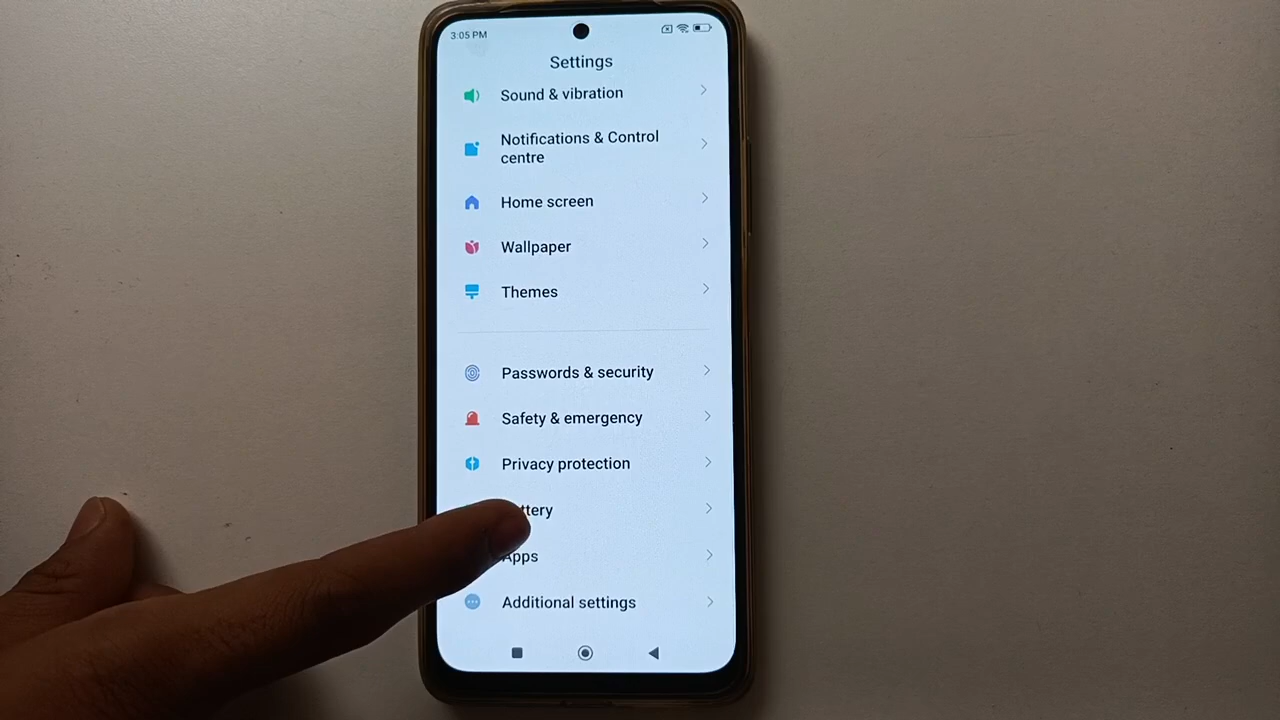 3:05 PM
Settings
Sound & vibration
Notifications & Control
centre
Home screen
Wallpaper
Themes
Passwords & security
Safety & emergency
Privacy protection
ttery
Apps
Additional settings